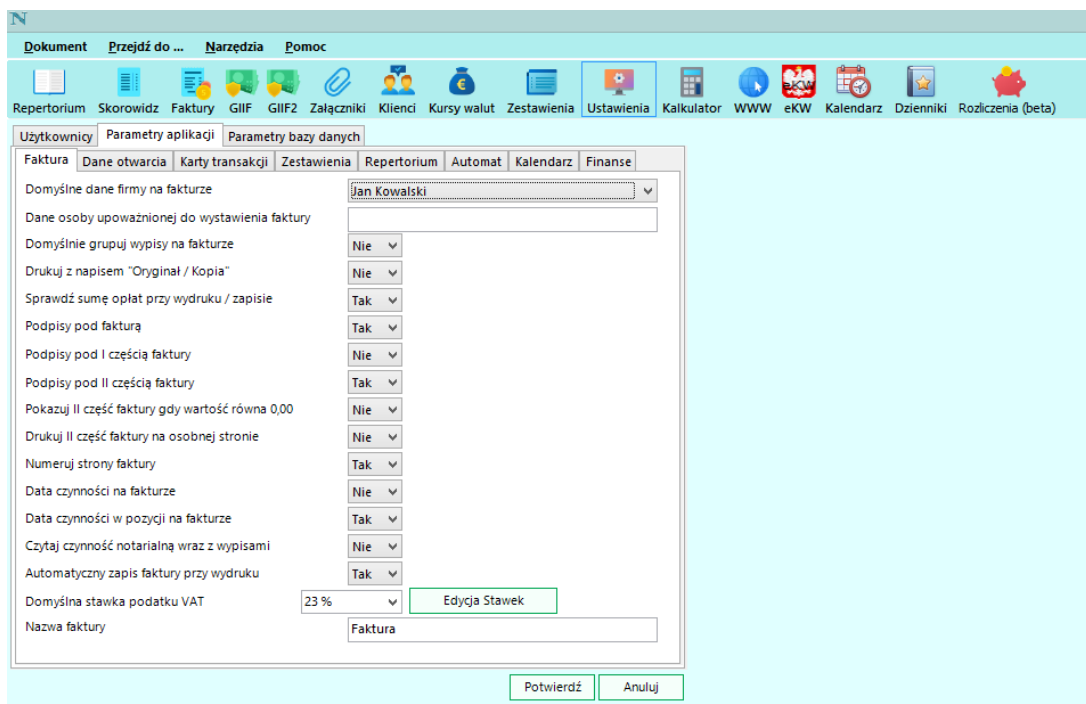 N
Dokument Przejdź do ... Narzędzia Pomoc
Repertorium Skorowidz Faktury GIIF GIIF2 Załączniki Klienci Kursy walut Zestawienia Ustawienia Kalkulator WWW eKW Kalendarz Dzienniki Rozliczenia (beta)
Użytkownicy Parametry aplikacji Parametry bazy danych
Faktura Dane otwarcia Karty transakcji Zestawienia Repertorium Automat Kalendarz Finanse
Domyślne dane firmy na fakturze Jan Kowalski
Dane osoby upoważnionej do wystawienia faktury
Domyślnie grupuj wypisy na fakturze Nie
Drukuj z napisem "Oryginał / Kopia" Nie
Sprawdź sumę opłat przy wydruku / zapisie Tak
Podpisy pod fakturą Tak
Podpisy pod I częścią faktury Nie
Podpisy pod II częścią faktury Tak
Pokazuj II część faktury gdy wartość równa 0,00 Nie
Drukuj II część faktury na osobnej stronie Nie
Numeruj strony faktury Tak
Data czynności na fakturze Nie
Data czynności w pozycji na fakturze Tak
Czytaj czynność notarialną wraz z wypisami Nie
Automatyczny zapis faktury przy wydruku Tak
Domyślna stawka podatku VAT 23 % Edycja Stawek
Nazwa faktury Faktura
Potwierdź Anuluj